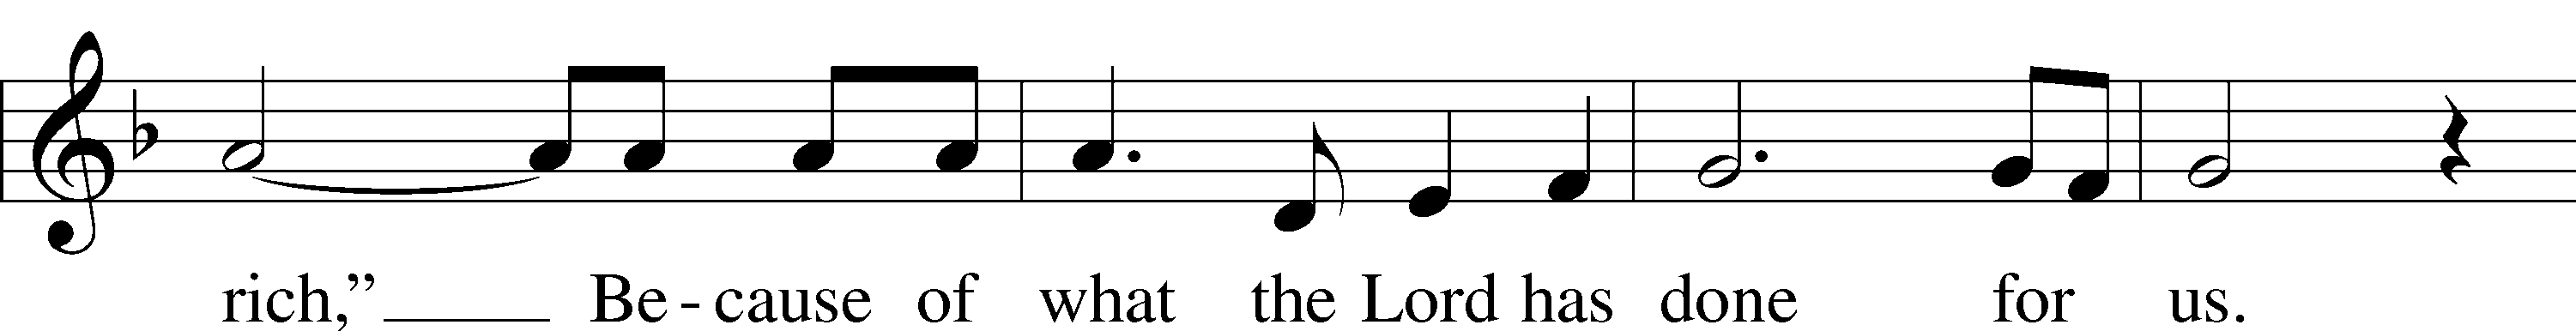 rich,” Be - cause of what the Lord has done for us.